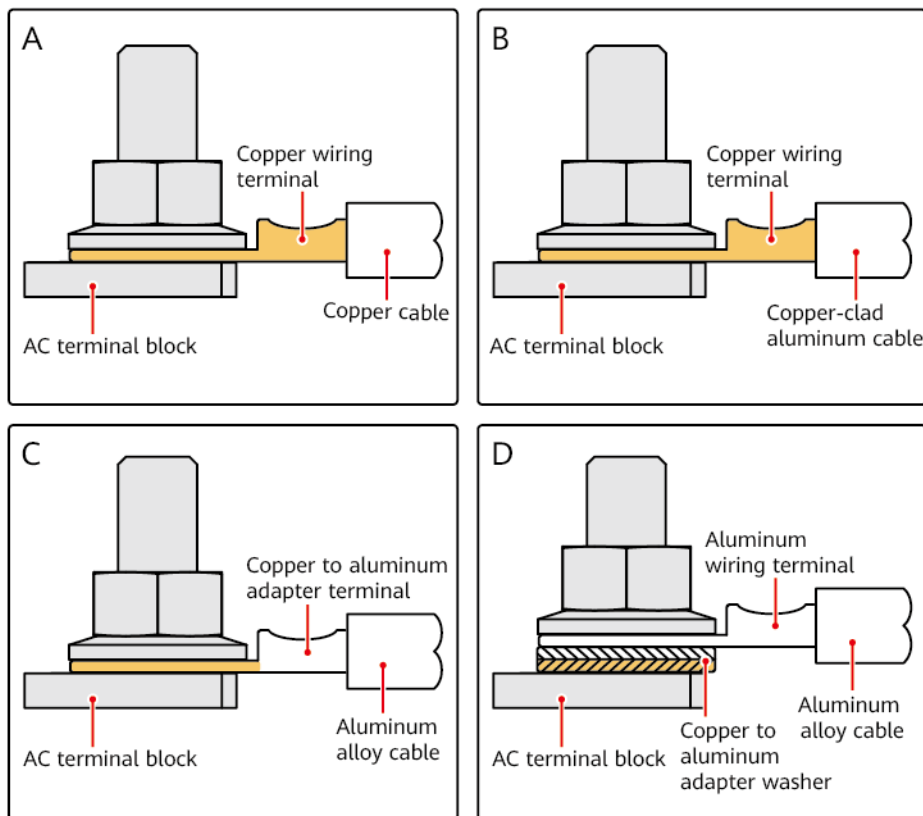 A
Copper wiring
terminal
Copper cable
AC terminal block
B
Copper wiring
terminal
Copper-clad
aluminum cable
AC terminal block
C
Copper to aluminum
adapter terminal
Aluminum
alloy cable
AC terminal block
D
Aluminum
wiring terminal
Aluminum
alloy cable
Copper to
aluminum
adapter washer
AC terminal block